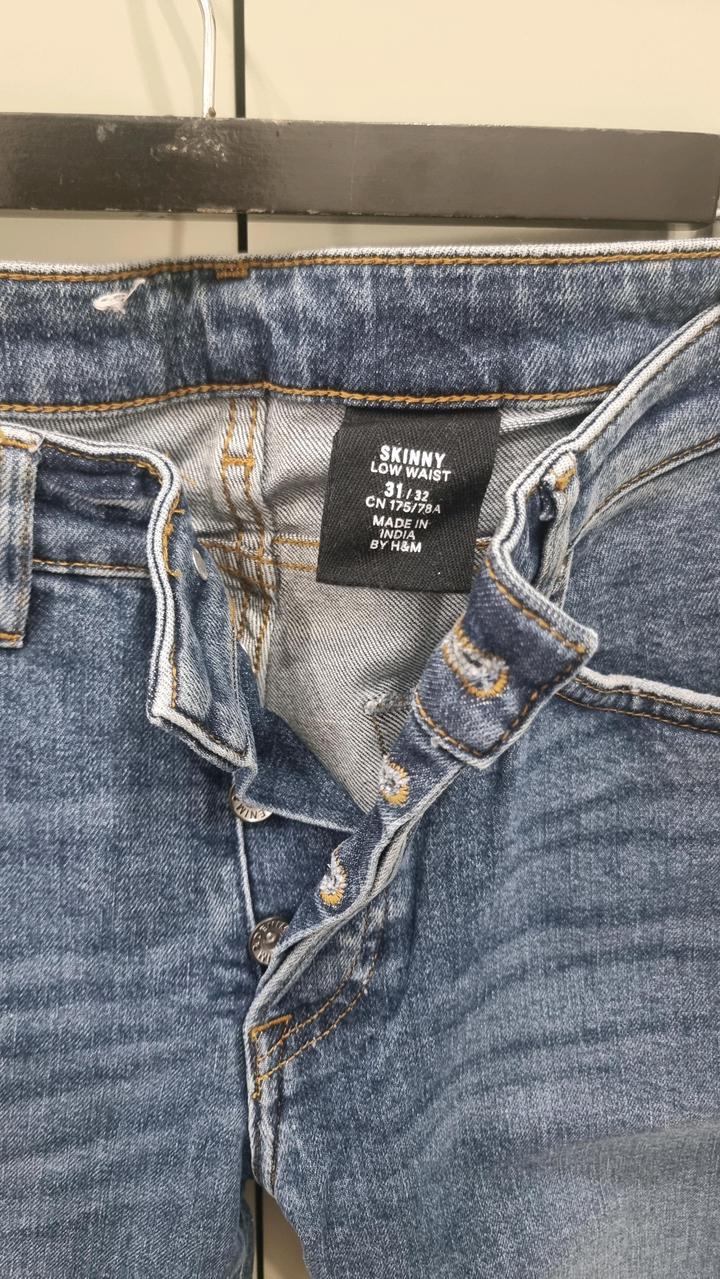 SKINNY
LOW WAIST
31/32
CN 175/78A
MADE IN
INDIA
BY H&M